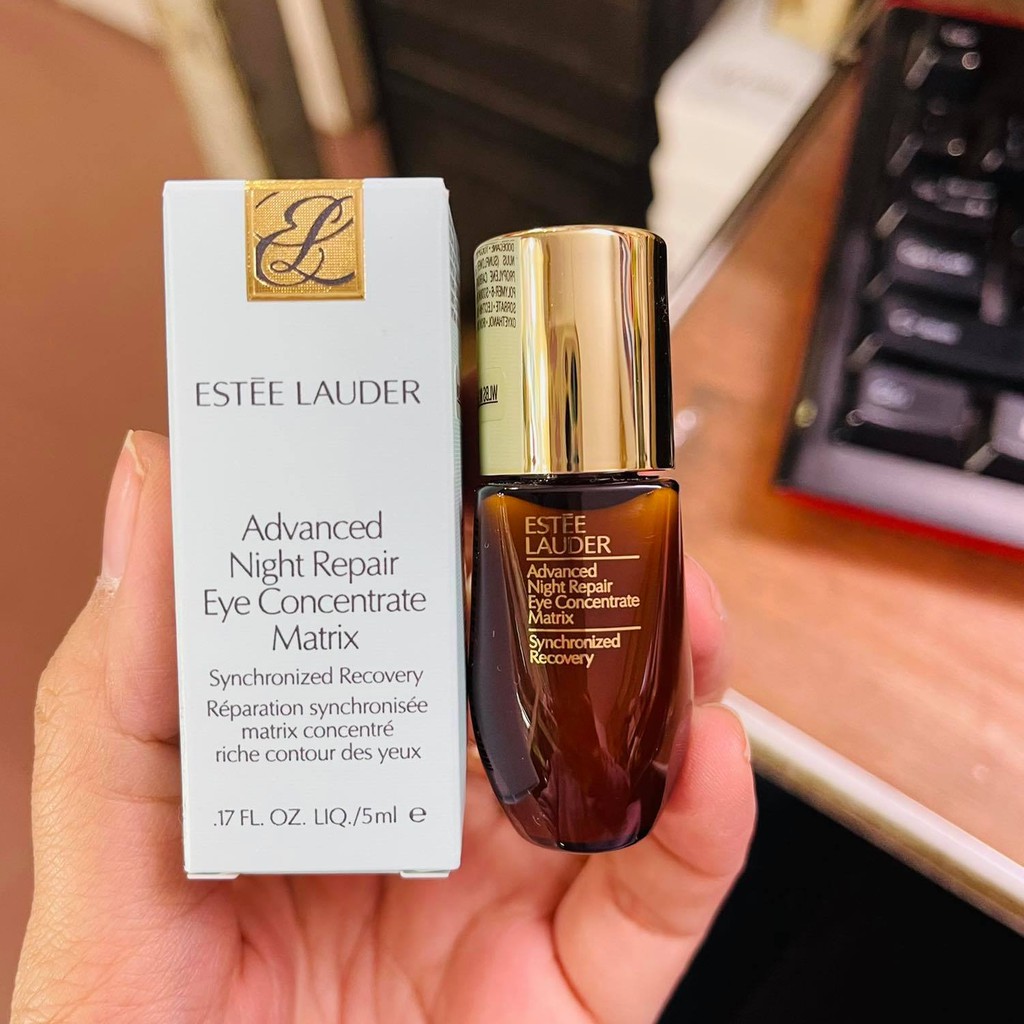 EL
ESTĒE LAUDER
Advanced
Night Repair
Eye Concentrate
Matrix
Synchronized Recovery
Réparation synchronisée
matrix concentré
riche contour des yeux
.17 FL. OZ. LIQ./5ml ℮
ESTĒE
LAUDER
Advanced
Night Repair
Eye Concentrate
Matrix
Synchronized
Recovery